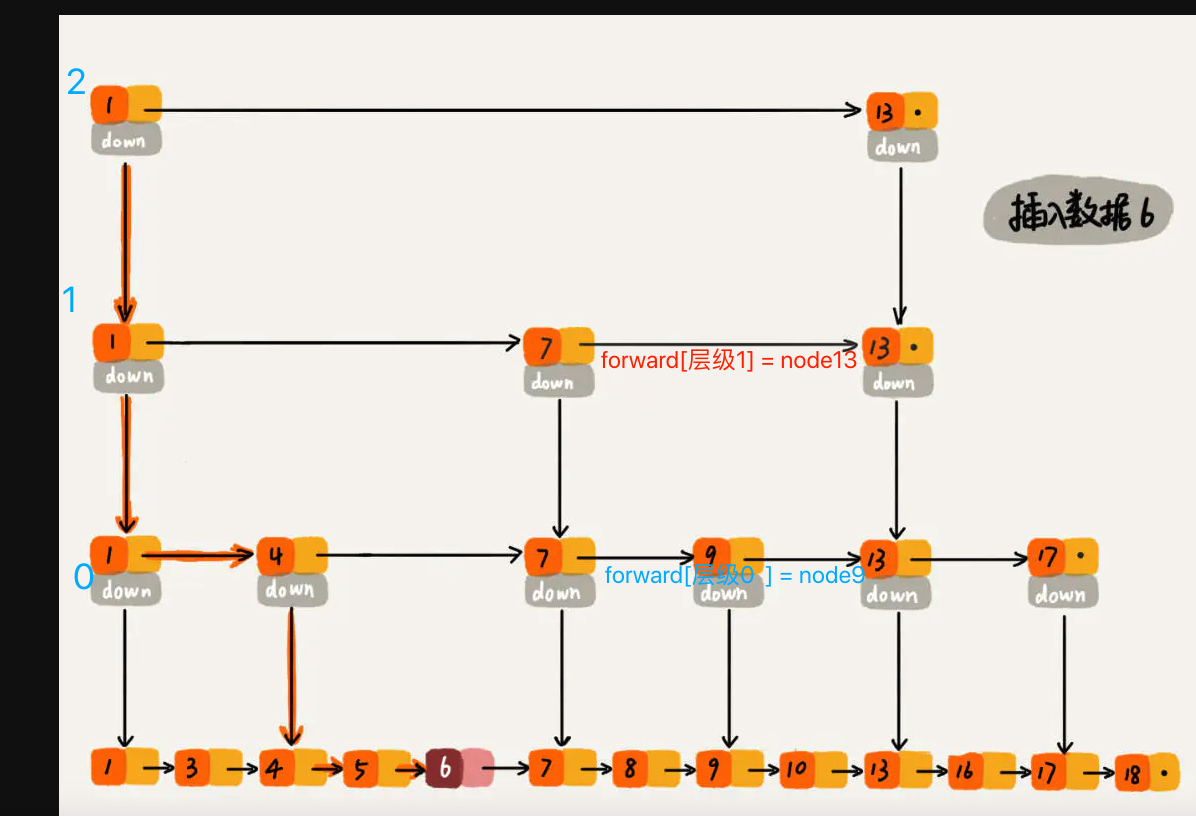 2
1 13
down down
插入数据6
1
1 7 13
forward[层级1] = node13
down down down
1 4 7 9 13 17
0
forward[层级0 ] = node9
down down down down down down
1 3 4 5 6 7 8 9 10 13 16 17 18